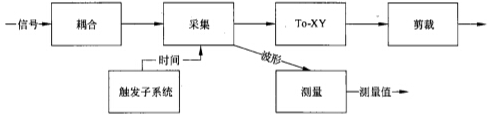 信号
耦合
采集
To-XY
剪裁
时间
波形
触发子系统
测量
测量值